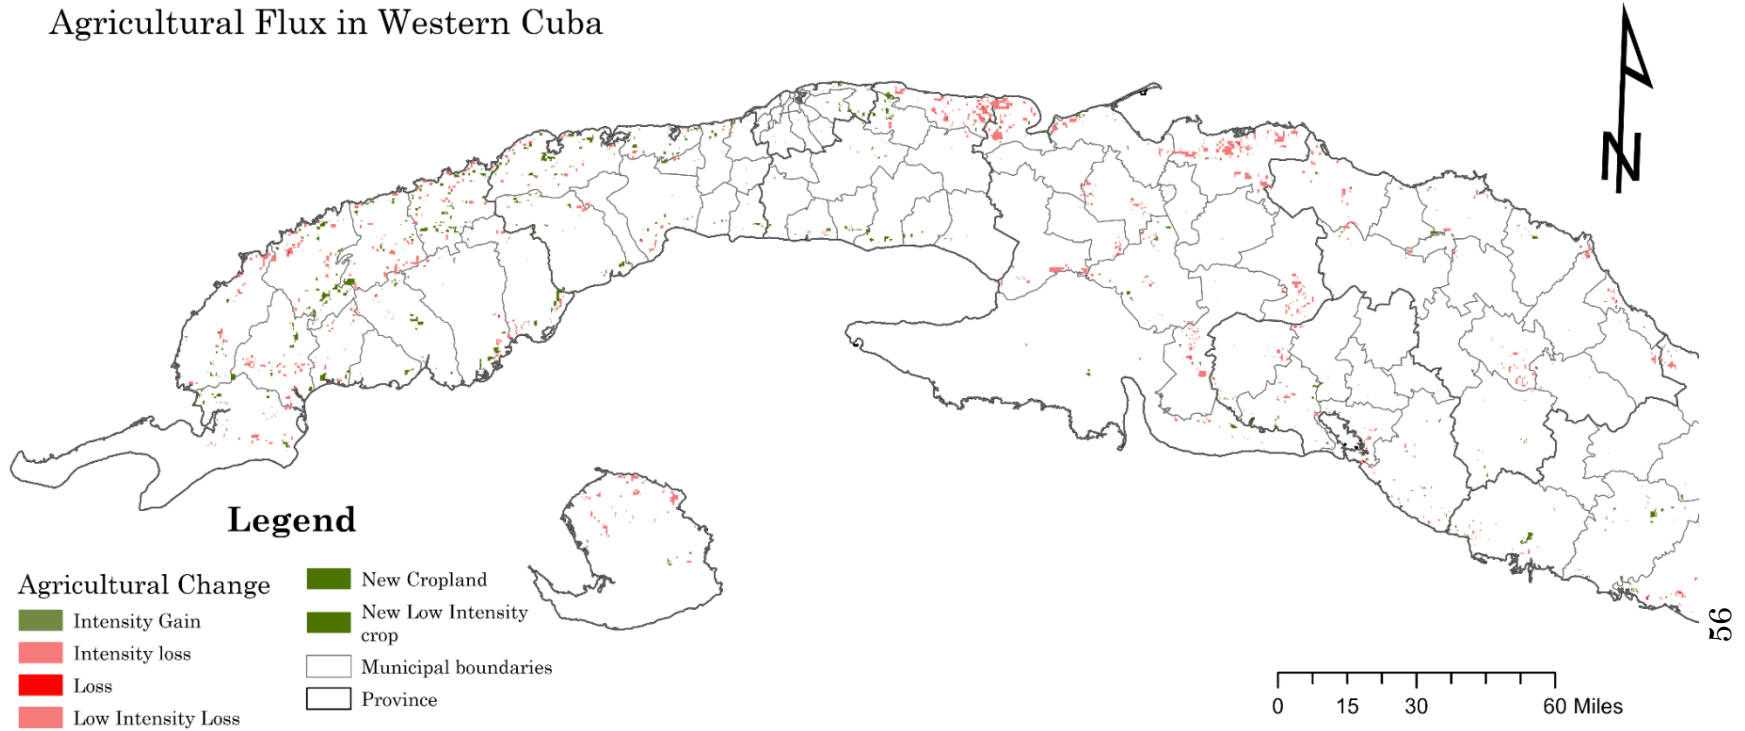 Agricultural Flux in Western Cuba
N
Legend
Agricultural Change
Intensity Gain
Intensity loss
Loss
Low Intensity Loss
New Cropland
New Low Intensity
crop
Municipal boundaries
Province
0 15 30 60 Miles
56